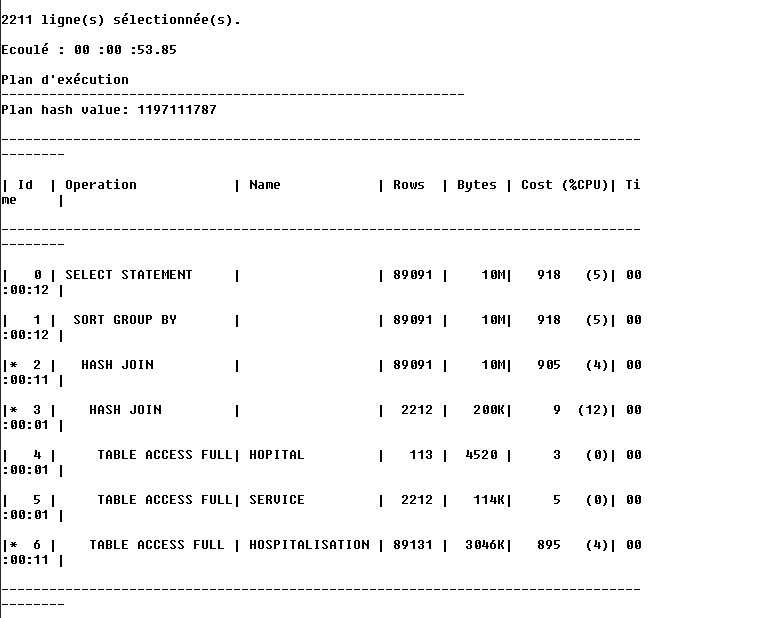 2211 ligne(s) sélectionnée(s).
Ecoulé : 00 :00 :53.85
Plan d'exécution
----------------------------------------------------------
Plan hash value: 1197111787
--------------------------------------------------------------------------------
--------
| Id  | Operation            | Name            | Rows  | Bytes | Cost (%CPU)| Ti
me     |
--------------------------------------------------------------------------------
--------
|   0 | SELECT STATEMENT     |                 | 89091 |    10M|   918   (5)| 00
:00:12 |
|   1 |  SORT GROUP BY       |                 | 89091 |    10M|   918   (5)| 00
:00:12 |
|*  2 |   HASH JOIN          |                 | 89091 |    10M|   905   (4)| 00
:00:11 |
|*  3 |    HASH JOIN         |                 |  2212 |   200K|     9  (12)| 00
:00:01 |
|   4 |     TABLE ACCESS FULL| HOPITAL         |   113 |  4520 |     3   (0)| 00
:00:01 |
|   5 |     TABLE ACCESS FULL| SERVICE         |  2212 |   114K|     5   (0)| 00
:00:01 |
|*  6 |    TABLE ACCESS FULL | HOSPITALISATION | 89131 |  3046K|   895   (4)| 00
:00:11 |
--------------------------------------------------------------------------------
--------